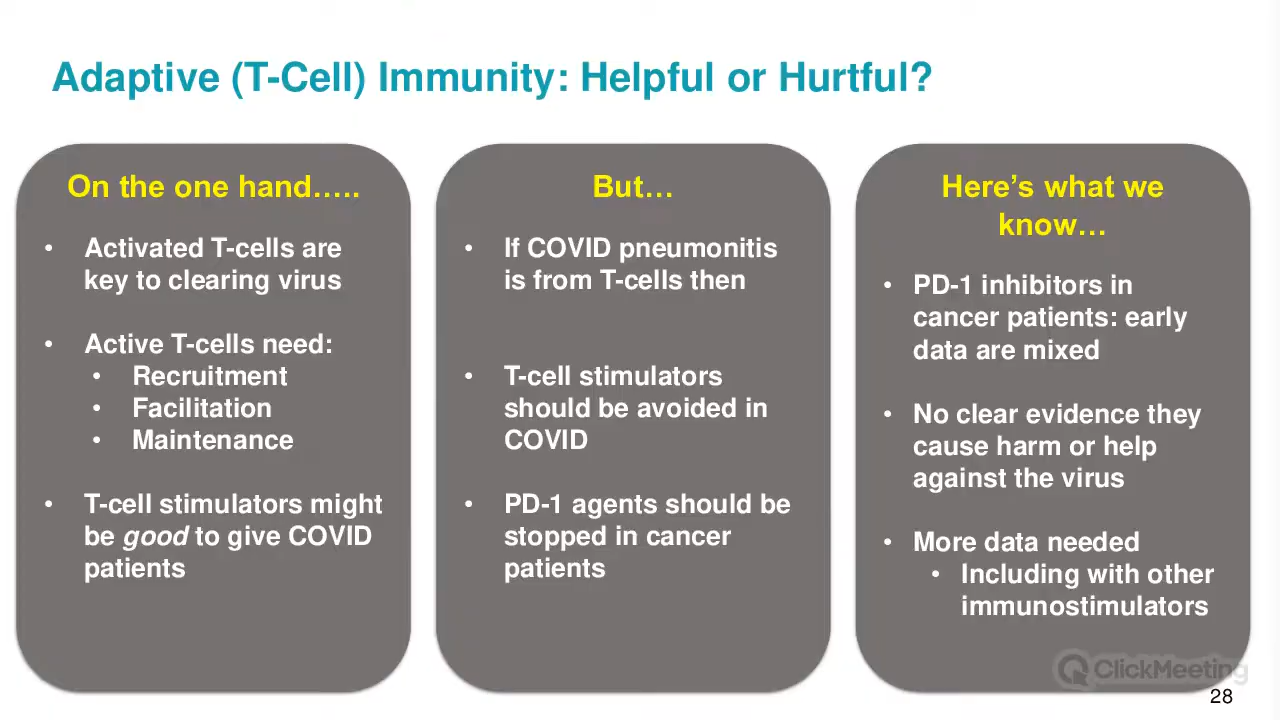 Adaptive (T-Cell) Immunity: Helpful or Hurtful?
On the one hand…..
• Activated T-cells are
key to clearing virus
• Active T-cells need:
• Recruitment
• Facilitation
• Maintenance
• T-cell stimulators might
be good to give COVID
patients
But…
• If COVID pneumonitis
is from T-cells then
• T-cell stimulators
should be avoided in
COVID
• PD-1 agents should be
stopped in cancer
patients
Here’s what we
know…
• PD-1 inhibitors in
cancer patients: early
data are mixed
• No clear evidence they
cause harm or help
against the virus
• More data needed
• Including with other
immunostimulators
ClickMeeting
28